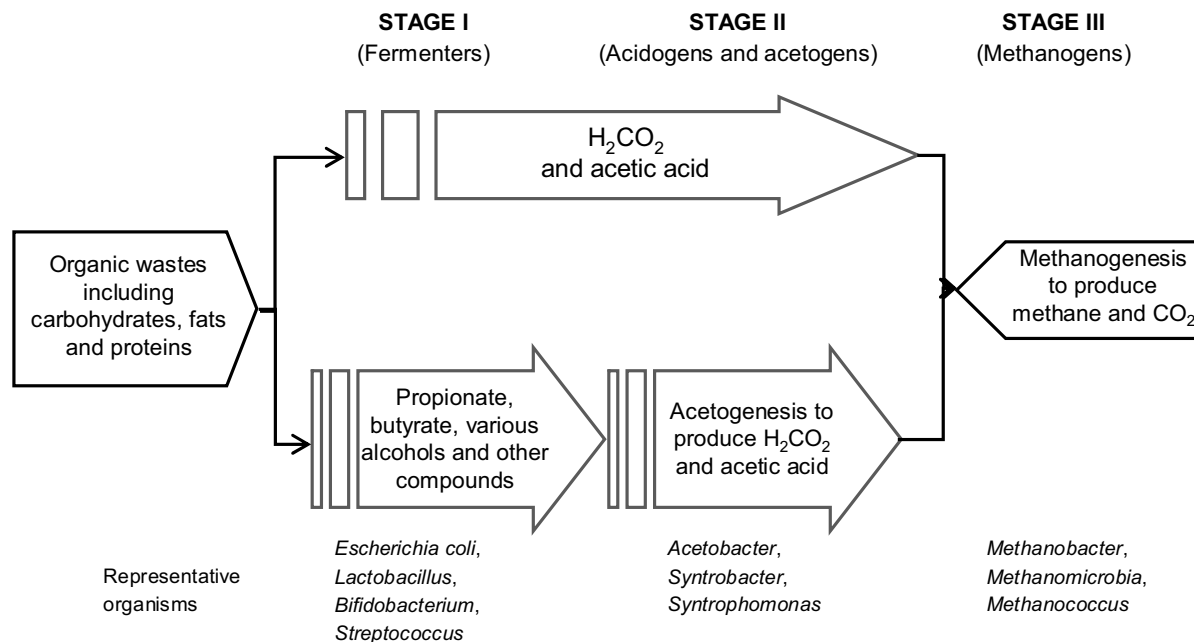 STAGE I
(Fermenters)
STAGE II
(Acidogens and acetogens)
STAGE III
(Methanogens)
H₂CO₂
and acetic acid
Organic wastes
including
carbohydrates, fats
and proteins
Methanogenesis
to produce
methane and CO₂
Propionate,
butyrate, various
alcohols and other
compounds
Acetogenesis to
produce H₂CO₂
and acetic acid
Representative
organisms
Escherichia coli,
Lactobacillus,
Bifidobacterium,
Streptococcus
Acetobacter,
Syntrobacter,
Syntrophomonas
Methanobacter,
Methanomicrobia,
Methanococcus